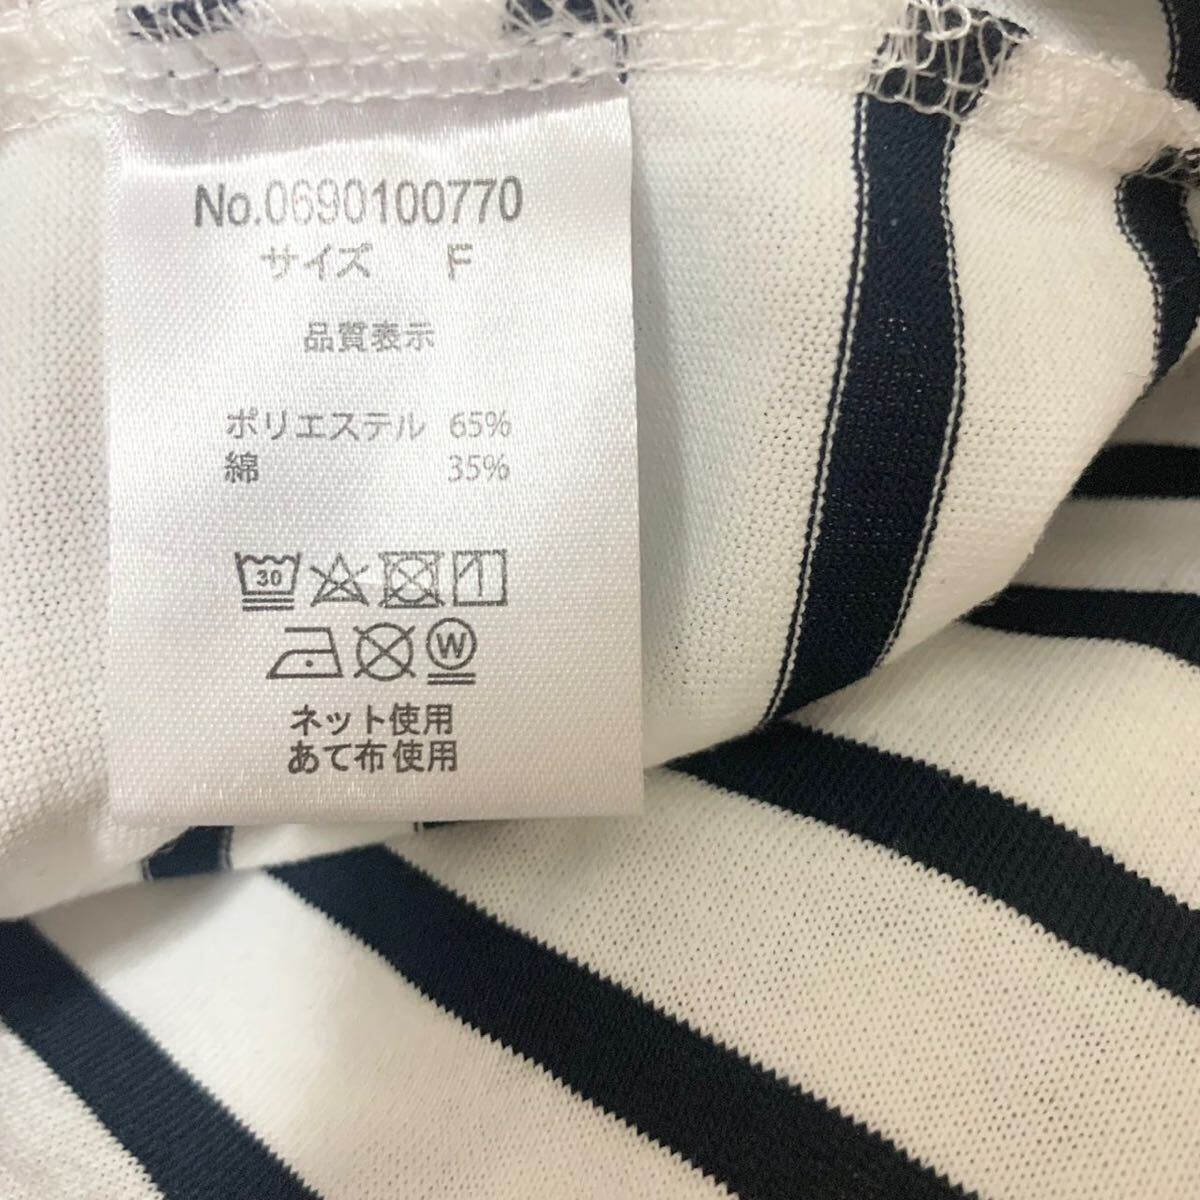 No.0690100770
サイズ F
品質表示
ポリエステル 65%
綿 35%
30
W
ネット使用
あて布使用